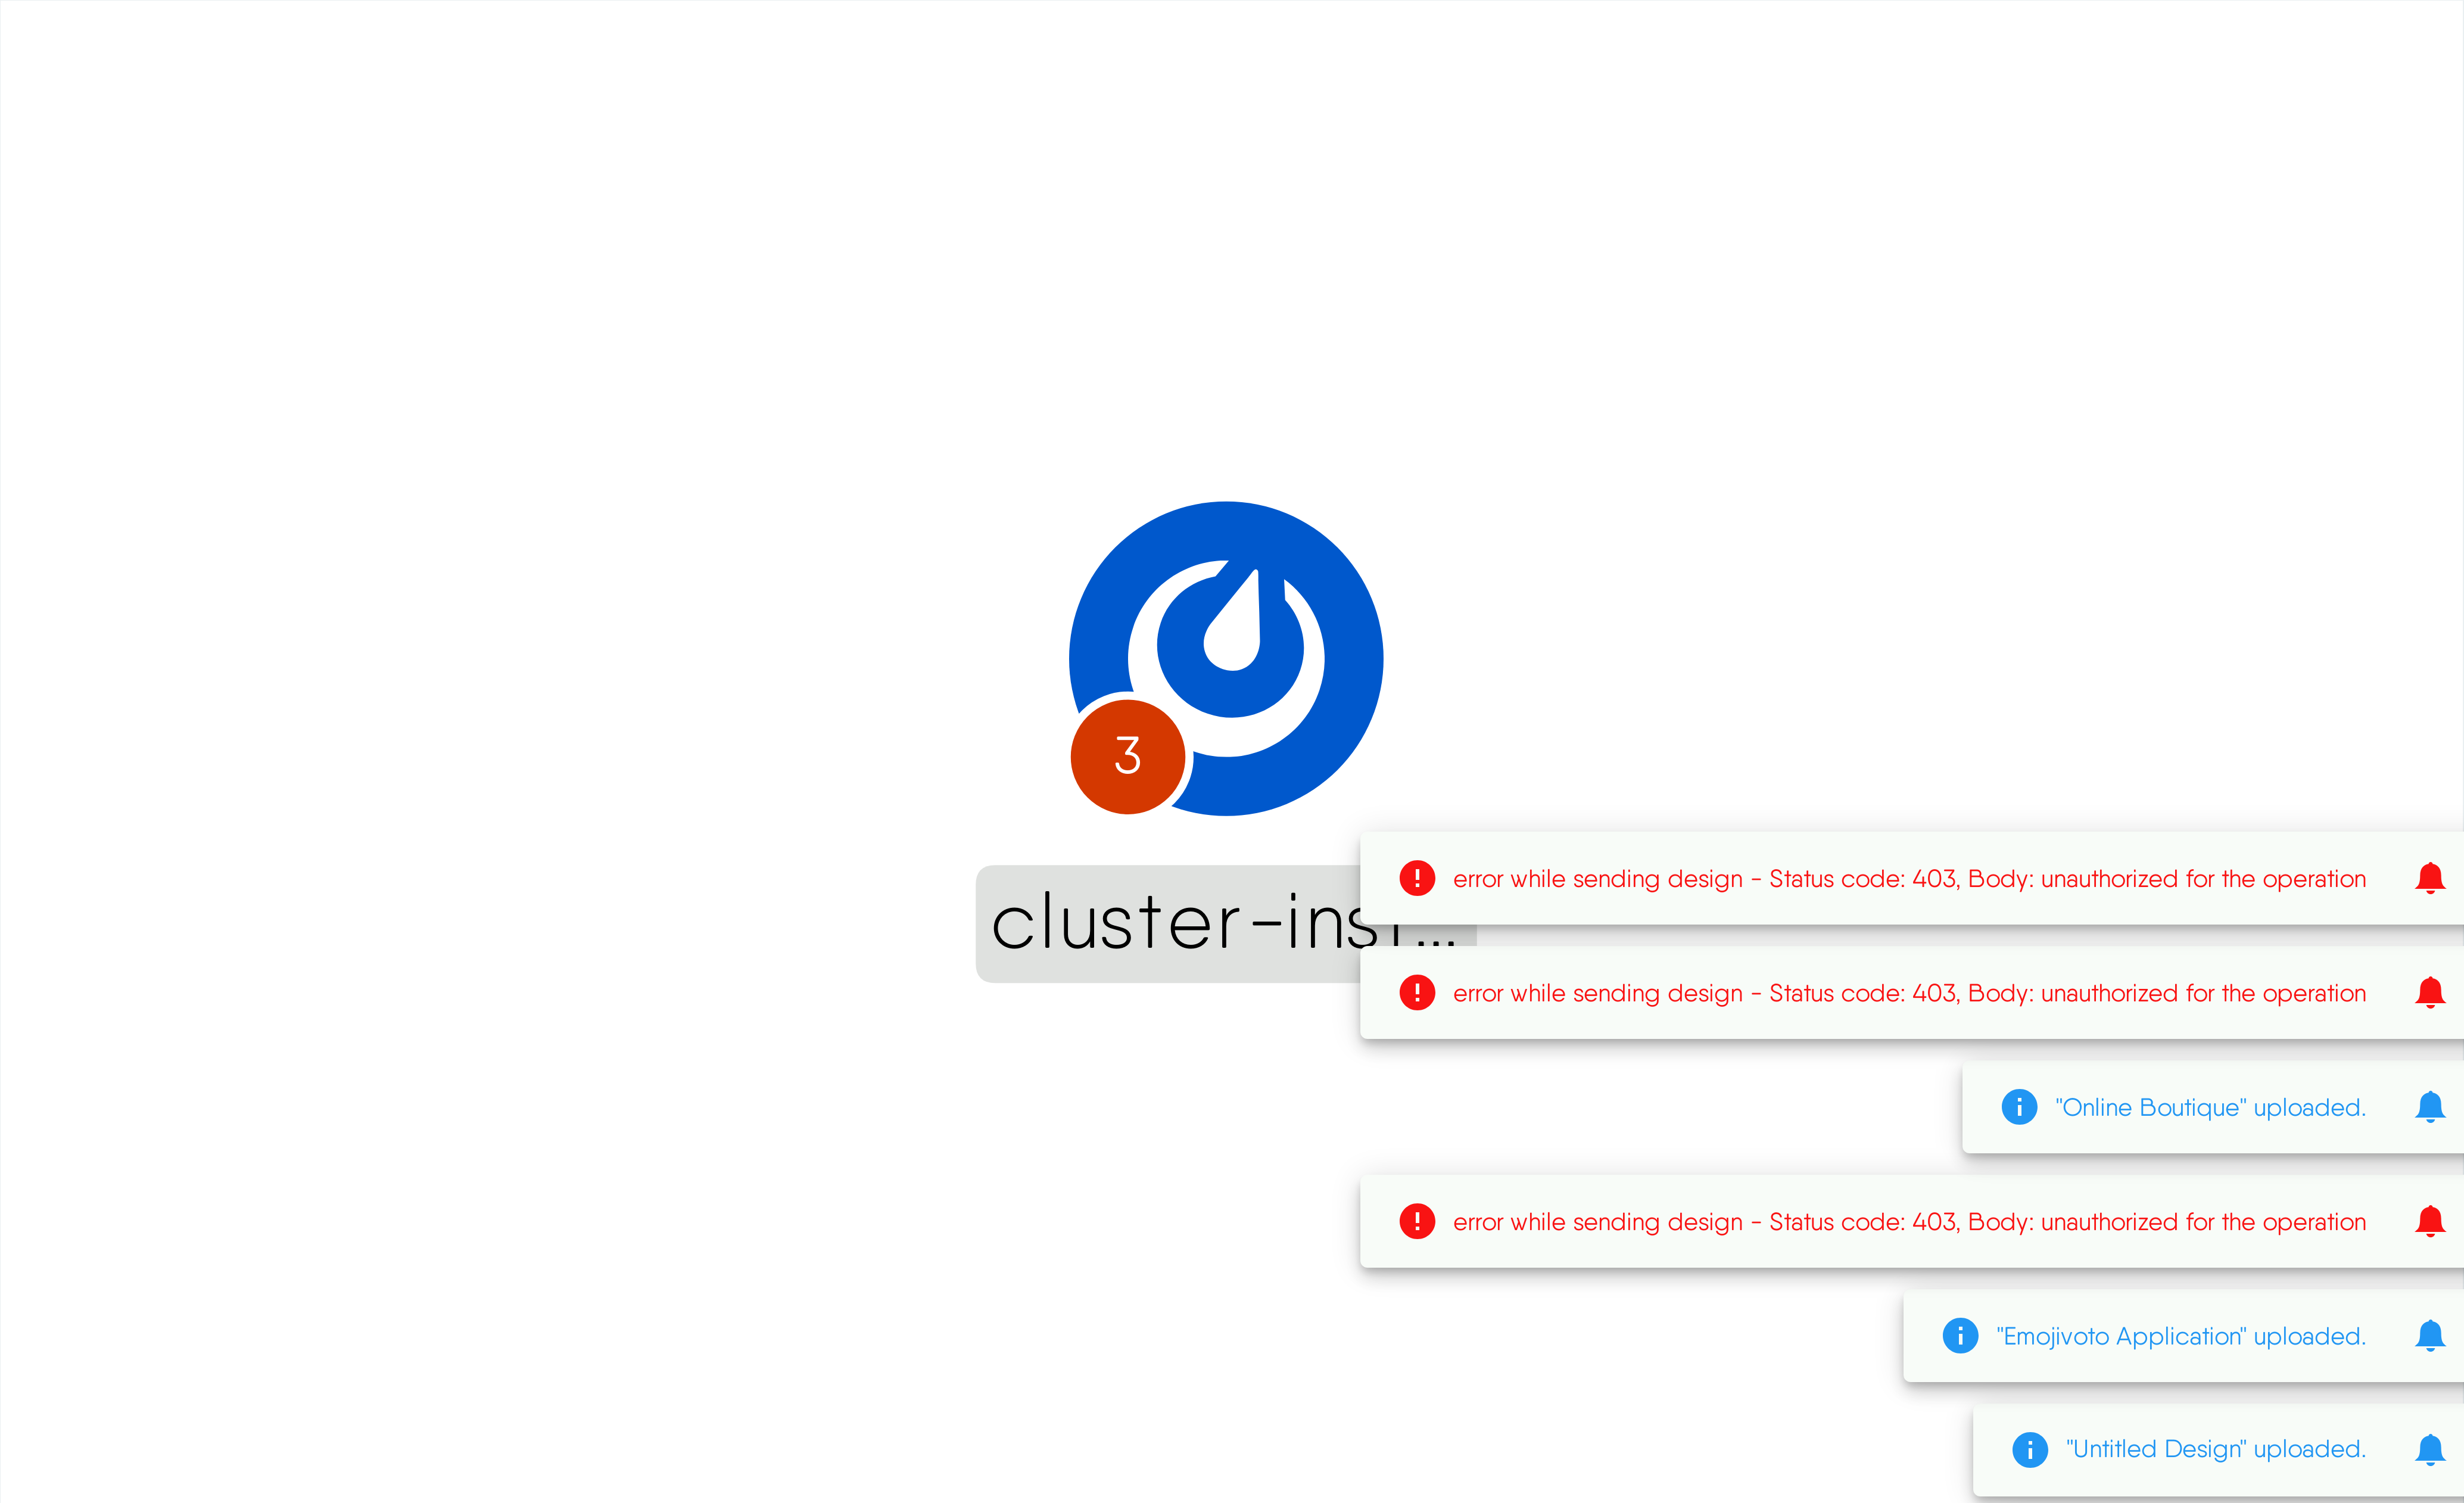 3
cluster-inst...
error while sending design - Status code: 403, Body: unauthorized for the operation
error while sending design - Status code: 403, Body: unauthorized for the operation
"Online Boutique" uploaded.
error while sending design - Status code: 403, Body: unauthorized for the operation
"Emojivoto Application" uploaded.
"Untitled Design" uploaded.